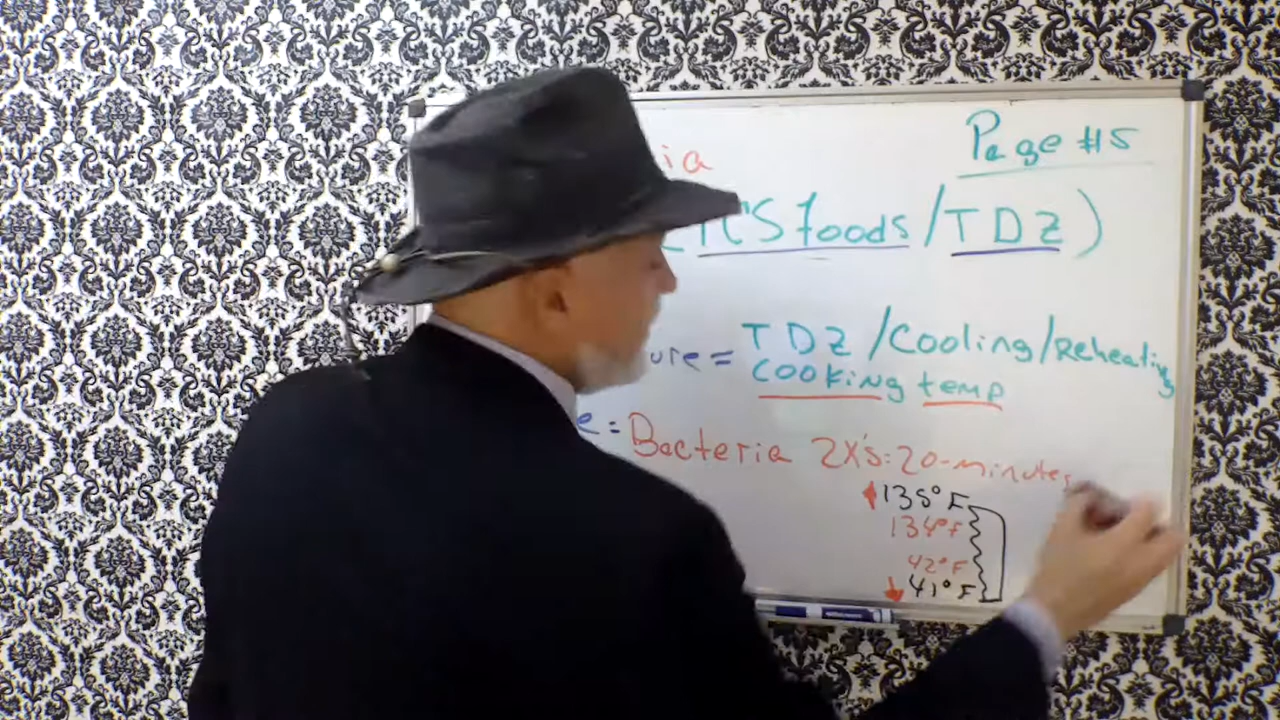 Page #5
ia
TCS foods / TDZ )
ure = TDZ / Cooling / Reheating
cooking temp
e = Bacteria 2X's: 20-minutes
135°F
134°F
42°F
41°F